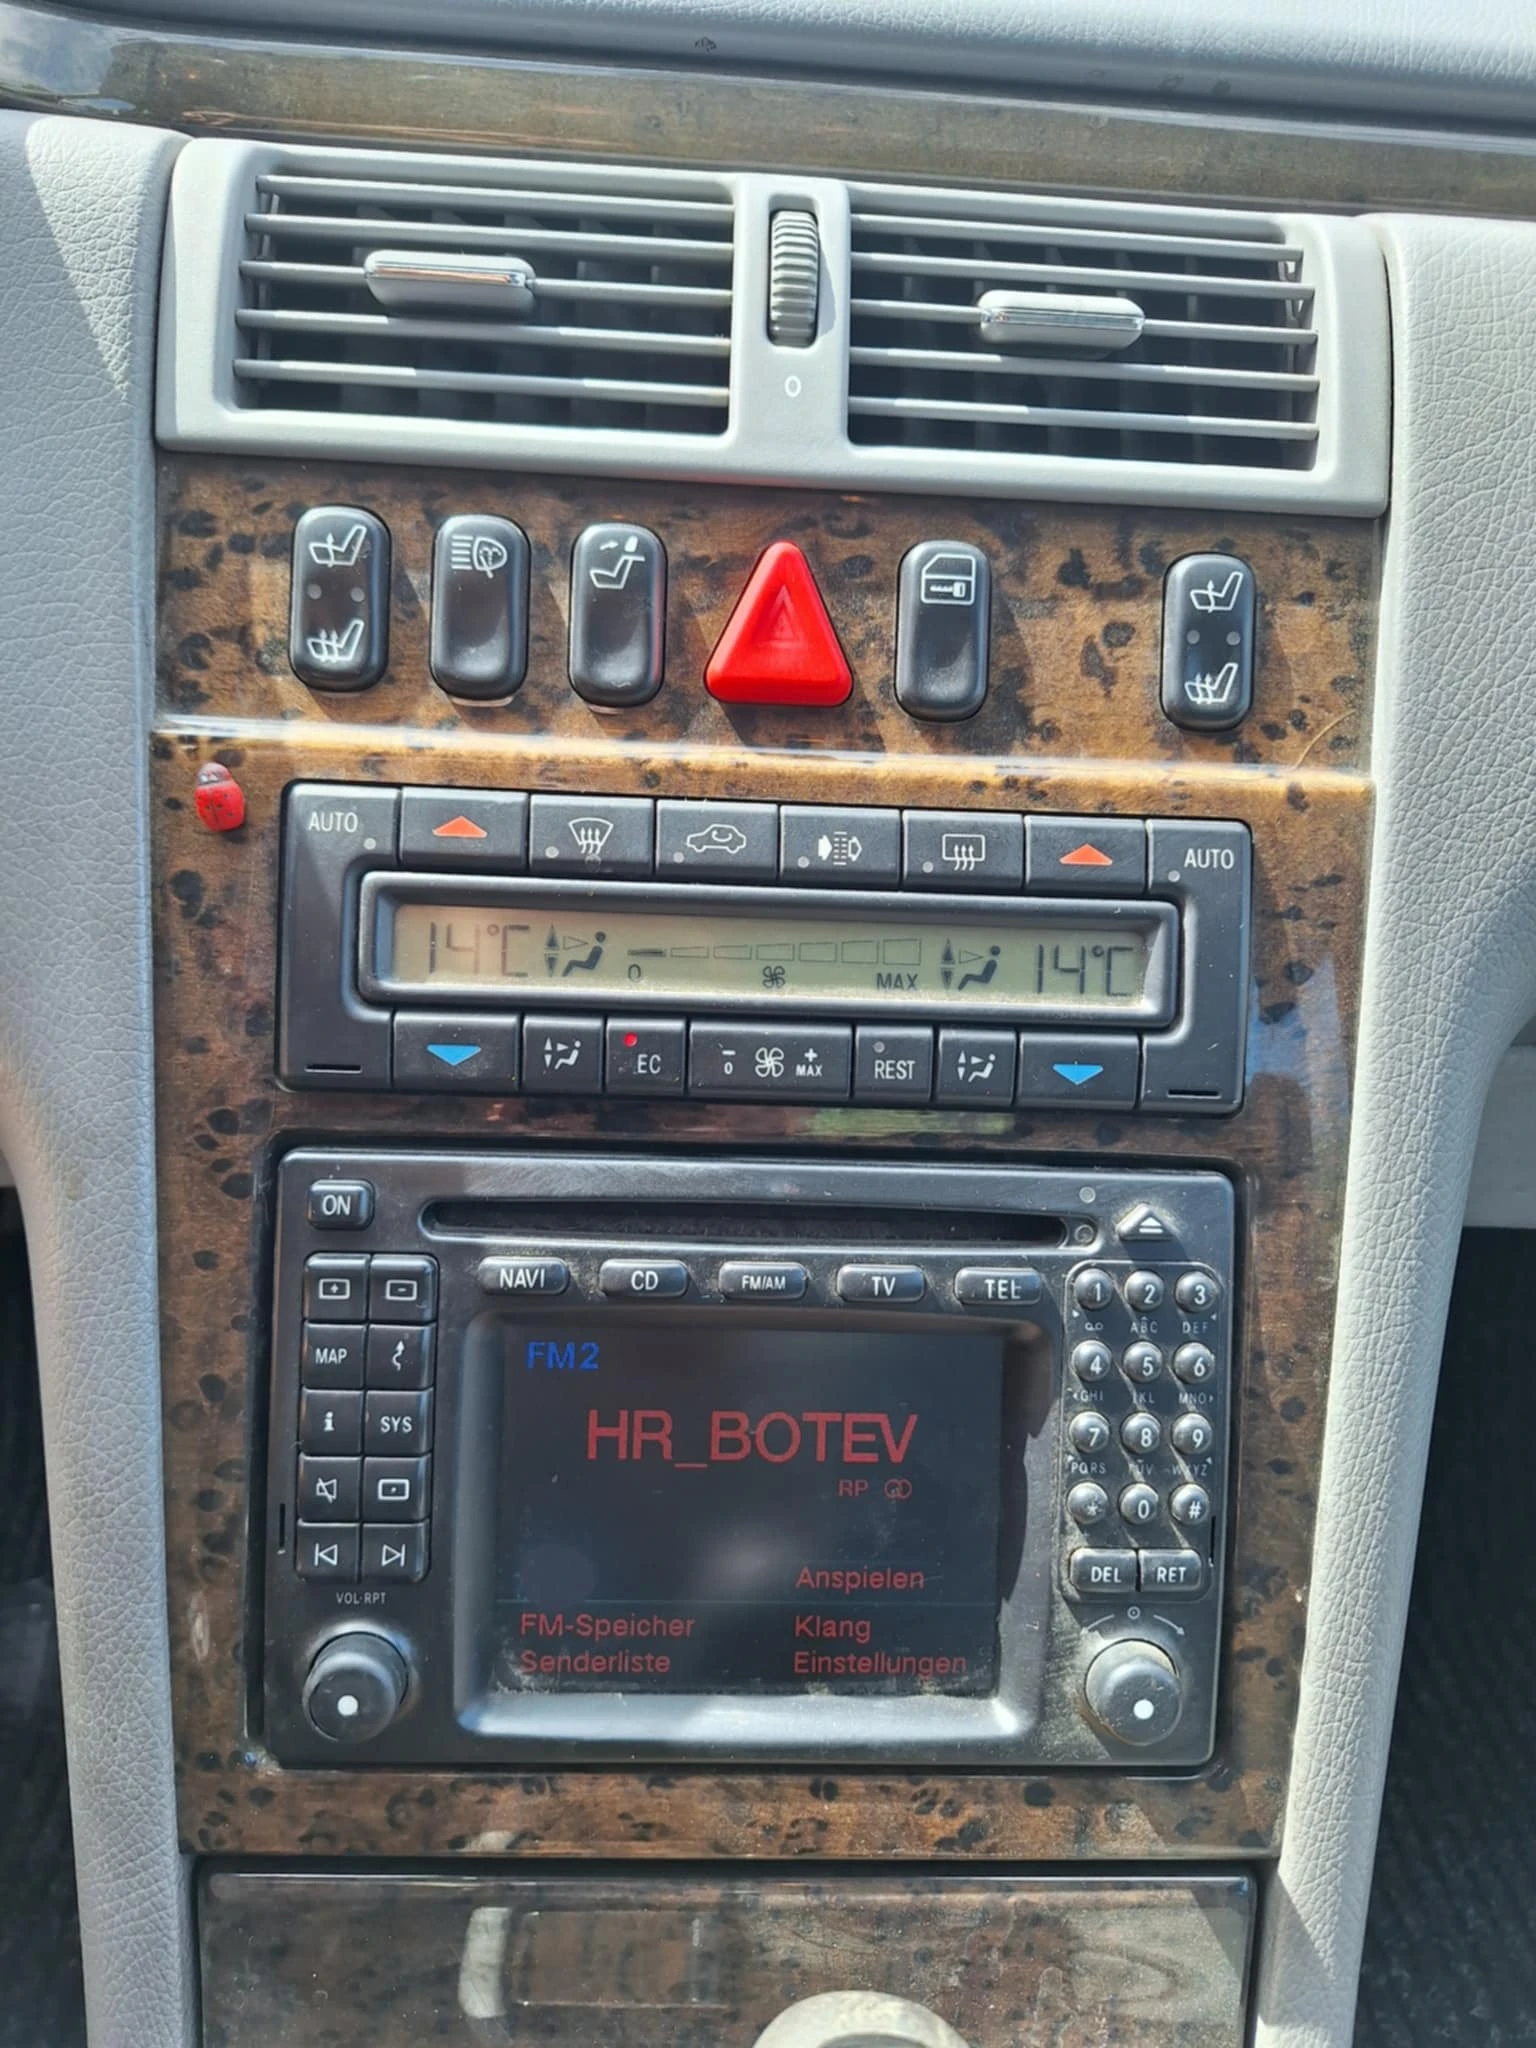 0
AUTO
AUTO
14°C
0
MAX
14°C
EC
- 0
+ MAX
REST
ON
NAVI
CD
FM/AM
TV
TEL
MAP
i
SYS
VOL·RPT
1 2 3
ABC DEF
4 5 6
GHI JKL MNO
7 8 9
PQRS TUV WXYZ
* 0 #
DEL RET
FM2
HR_BOTEV
RP
Anspielen
FM-Speicher Klang
Senderliste Einstellungen